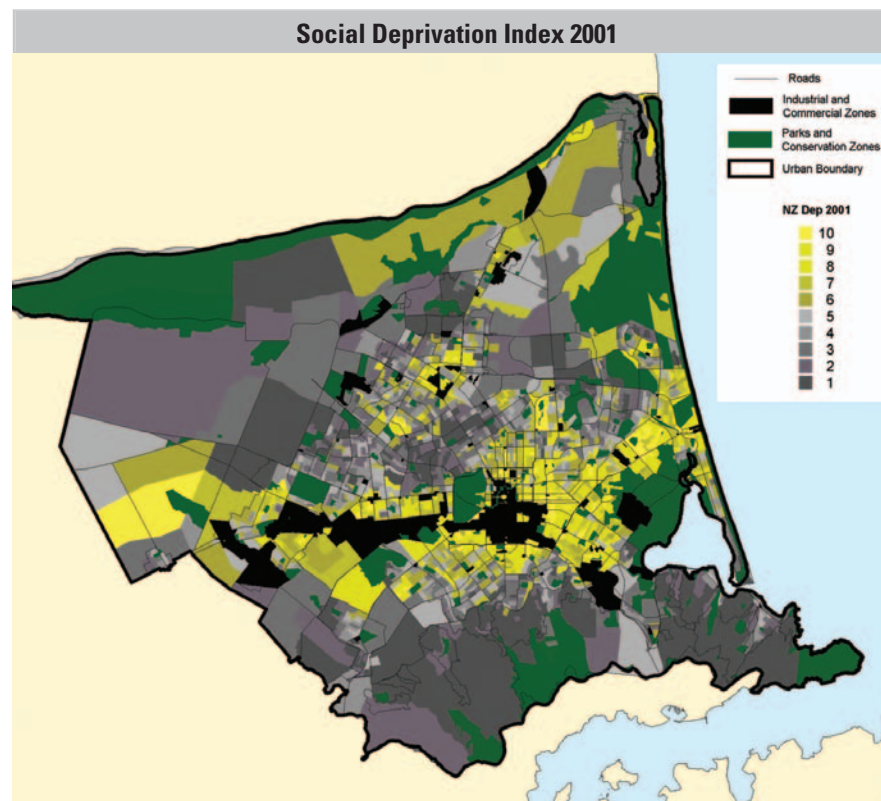 Social Deprivation Index 2001
Roads
Industrial and
Commercial Zones
Parks and
Conservation Zones
Urban Boundary
NZ Dep 2001
10
9
8
7
6
5
4
3
2
1